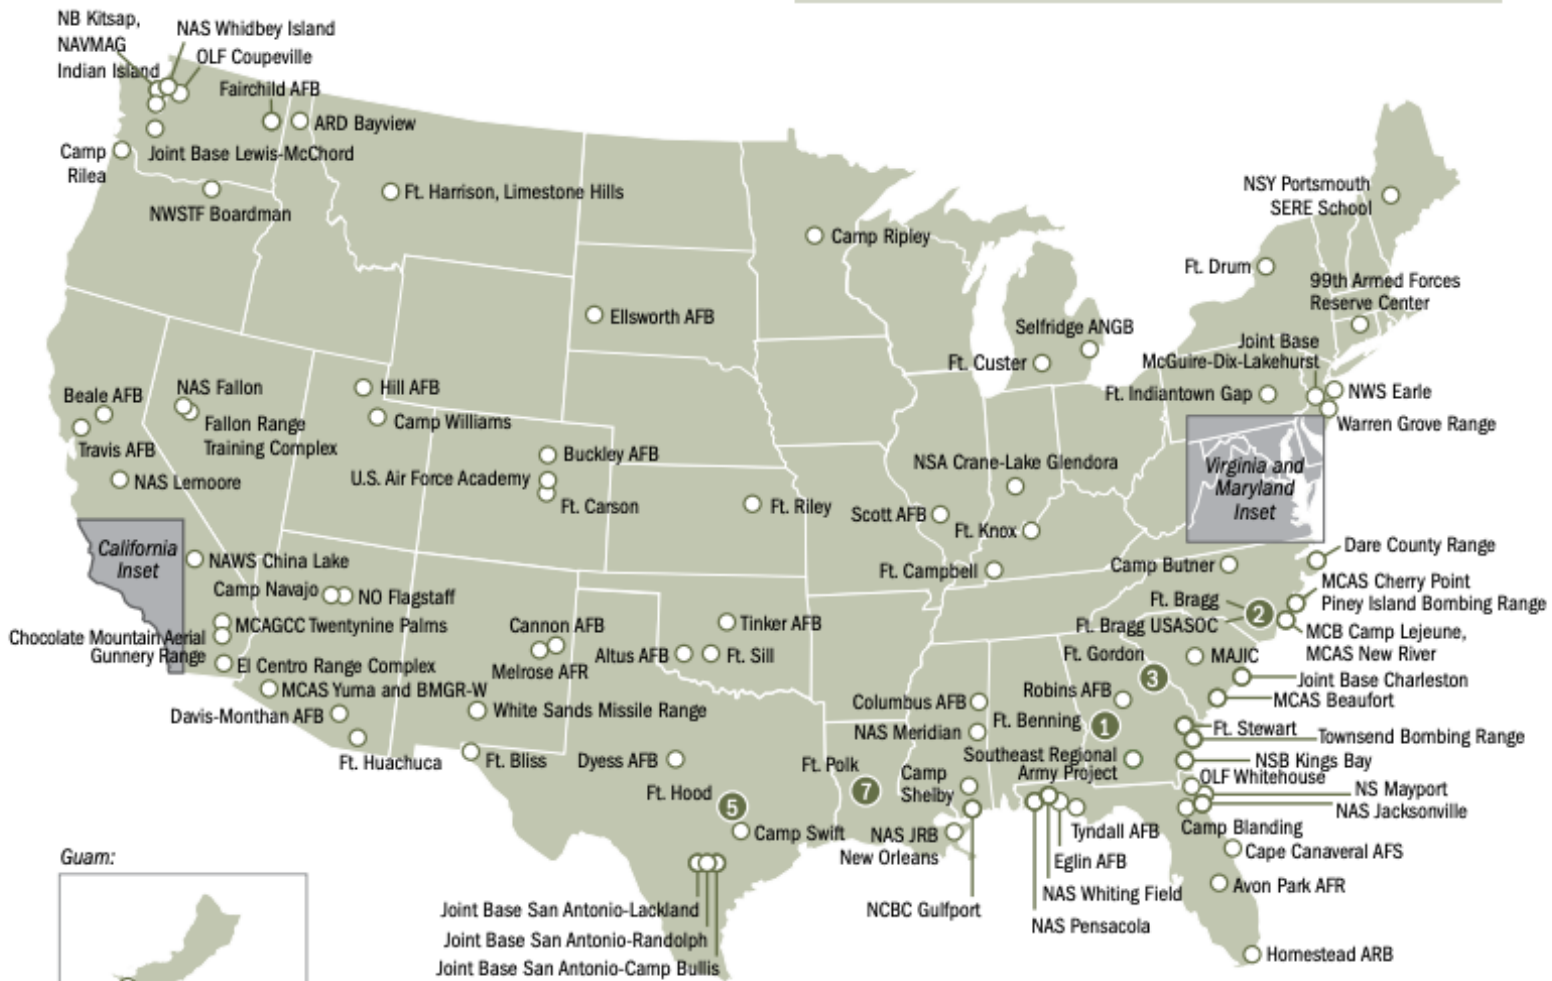 NB Kitsap,
NAVMAG
Indian Island
NAS Whidbey Island
OLF Coupeville
Fairchild AFB
ARD Bayview
Camp
Rilea
Joint Base Lewis-McChord
NWSTF Boardman
Ft. Harrison, Limestone Hills
Camp Ripley
NSY Portsmouth
SERE School
Ft. Drum
99th Armed Forces
Reserve Center
Ellsworth AFB
Selfridge ANGB
Ft. Custer
Joint Base
McGuire-Dix-Lakehurst
Ft. Indiantown Gap
NWS Earle
Warren Grove Range
Beale AFB
Travis AFB
NAS Fallon
Fallon Range
Training Complex
Hill AFB
Camp Williams
NAS Lemoore
Buckley AFB
U.S. Air Force Academy
Ft. Carson
Ft. Riley
NSA Crane-Lake Glendora
Scott AFB
Ft. Knox
Ft. Campbell
Virginia and
Maryland
Inset
California
Inset
NAWS China Lake
Camp Navajo
NO Flagstaff
MCAGCC Twentynine Palms
Chocolate Mountain Aerial
Gunnery Range
El Centro Range Complex
MCAS Yuma and BMGR-W
Davis-Monthan AFB
Ft. Huachuca
Cannon AFB
Melrose AFR
White Sands Missile Range
Ft. Bliss
Tinker AFB
Altus AFB
Ft. Sill
Dyess AFB
Ft. Hood
5
Camp Swift
Joint Base San Antonio-Lackland
Joint Base San Antonio-Randolph
Joint Base San Antonio-Camp Bullis
Ft. Polk
7
Camp
Shelby
NAS JRB
New Orleans
NCBC Gulfport
Columbus AFB
NAS Meridian
Camp Butner
Dare County Range
MCAS Cherry Point
Piney Island Bombing Range
Ft. Bragg
Ft. Bragg USASOC
2
MCB Camp Lejeune,
MCAS New River
Ft. Gordon
3
MAJIC
Joint Base Charleston
MCAS Beaufort
Robins AFB
Ft. Benning
1
Ft. Stewart
Townsend Bombing Range
Southeast Regional
Army Project
NSB Kings Bay
OLF Whitehouse
NS Mayport
NAS Jacksonville
Camp Blanding
Tyndall AFB
Eglin AFB
NAS Whiting Field
NAS Pensacola
Cape Canaveral AFS
Avon Park AFR
Homestead ARB
Guam: